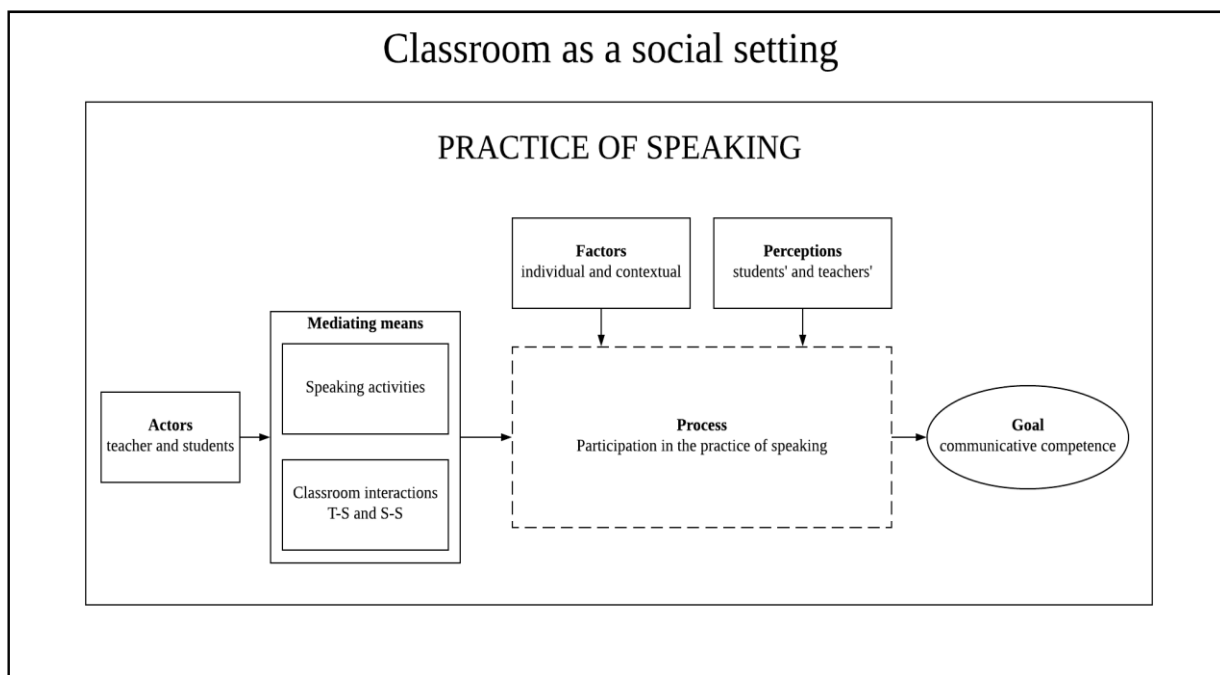 Classroom as a social setting
PRACTICE OF SPEAKING
Factors
individual and contextual
Perceptions
students' and teachers'
Mediating means
Speaking activities
Classroom interactions
T-S and S-S
Actors
teacher and students
Process
Participation in the practice of speaking
Goal
communicative competence